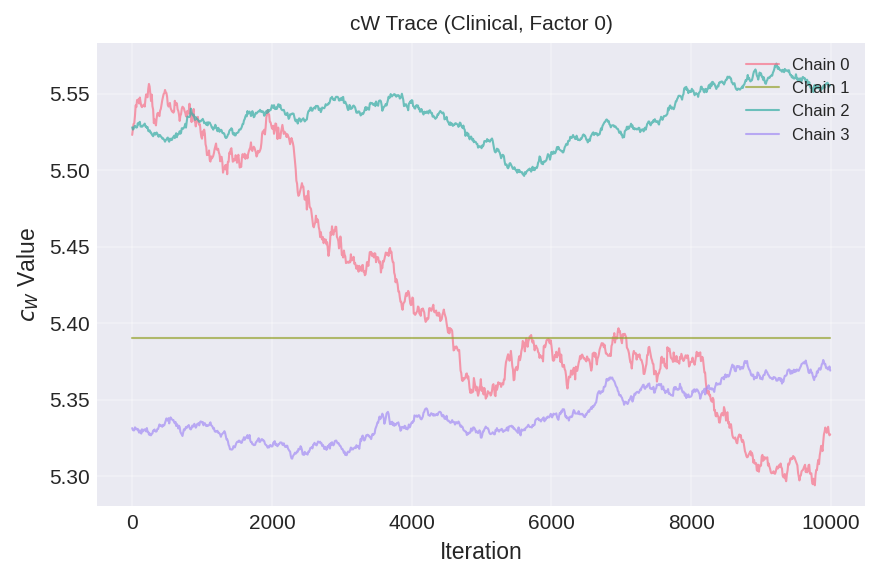 cW Trace (Clinical, Factor 0)
Chain 0
Chain 1
Chain 2
Chain 3
5.55
5.50
5.45
5.40
5.35
5.30
c_W Value
0 2000 4000 6000 8000 10000
Iteration